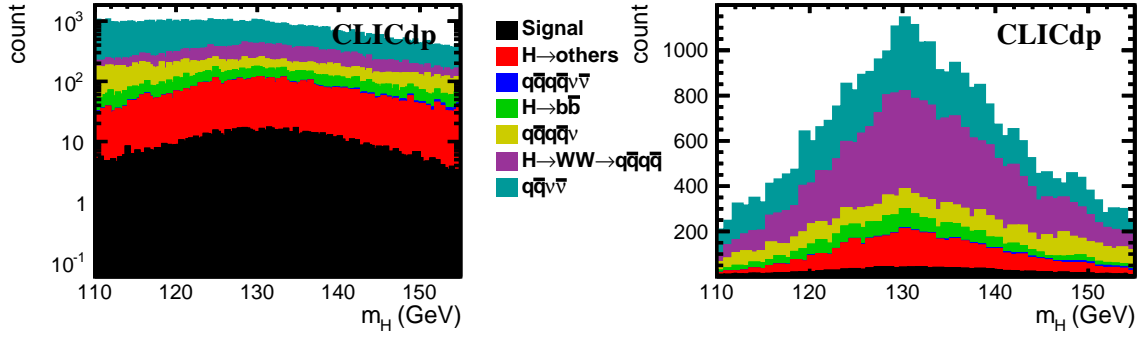 count
10³
10²
10
1
10⁻¹
CLICdp
110 120 130 140 150
m_H (GeV)
Signal
H→others
qq̅qq̅νν̅
H→bb̅
qq̅qq̅ν
H→WW→qq̅qq̅
qq̅νν̅
count
1000
800
600
400
200
CLICdp
110 120 130 140 150
m_H (GeV)